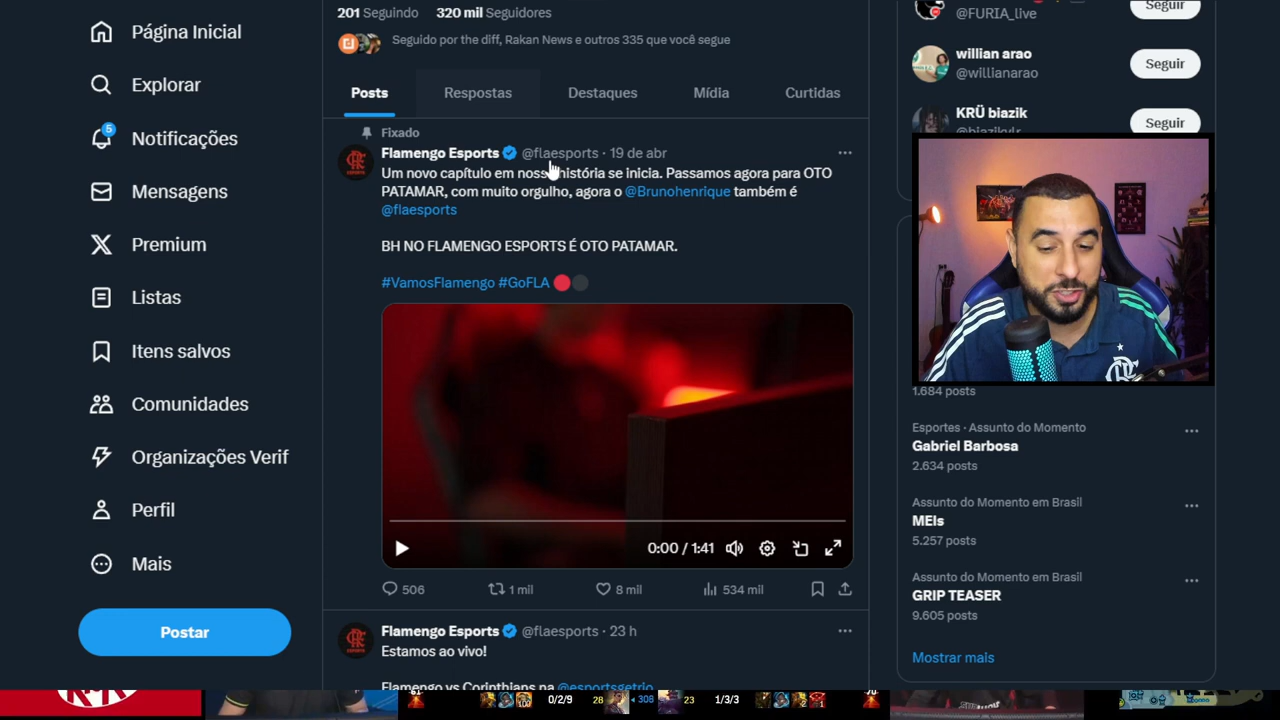 201 Seguindo 320 mil Seguidores
Seguido por the diff, Rakan News e outros 335 que você segue
Posts Respostas Destaques Mídia Curtidas
Página Inicial
Explorar
5
Notificações
Mensagens
Premium
Listas
Itens salvos
Comunidades
Organizações Verif
Perfil
Mais
Postar
Fixado
Flamengo Esports @flaesports · 19 de abr
Um novo capítulo em nossa história se inicia. Passamos agora para OTO
PATAMAR, com muito orgulho, agora o @Brunohenrique também é
@flaesports
BH NO FLAMENGO ESPORTS É OTO PATAMAR.
#VamosFlamengo #GoFLA
0:00 / 1:41
506 1 mil 8 mil 534 mil
Flamengo Esports @flaesports · 23 h
Estamos ao vivo!
Flamengo vs Corinthians na @esportsgetrio
@FURIA_live
Seguir
willian arao
@willianarao
Seguir
KRÜ biazik
@biazikvlr
Seguir
1.684 posts
Esportes · Assunto do Momento
Gabriel Barbosa
2.634 posts
Assunto do Momento em Brasil
MEIs
5.257 posts
Assunto do Momento em Brasil
GRIP TEASER
9.605 posts
Mostrar mais
0/2/9 28 308 23 1/3/3